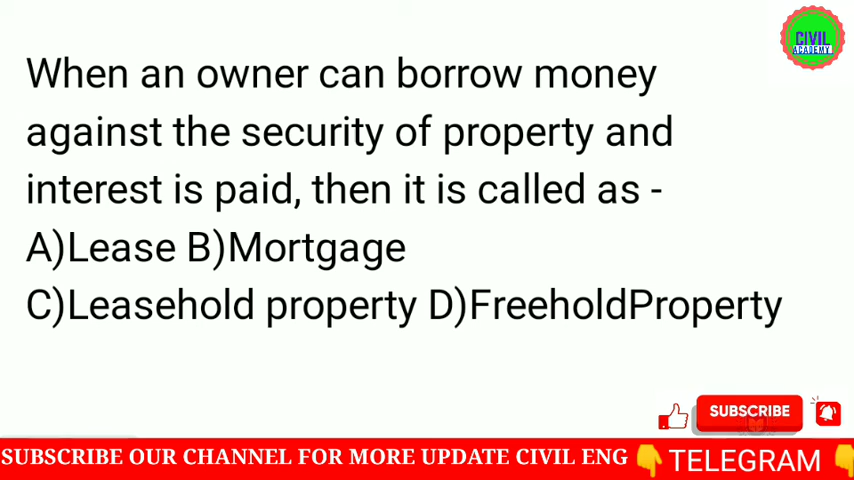 CIVIL
ACADEMY
When an owner can borrow money
against the security of property and
interest is paid, then it is called as -
A)Lease B)Mortgage
C)Leasehold property D)FreeholdProperty
SUBSCRIBE
SUBSCRIBE OUR CHANNEL FOR MORE UPDATE CIVIL ENG 👇 TELEGRAM 👇